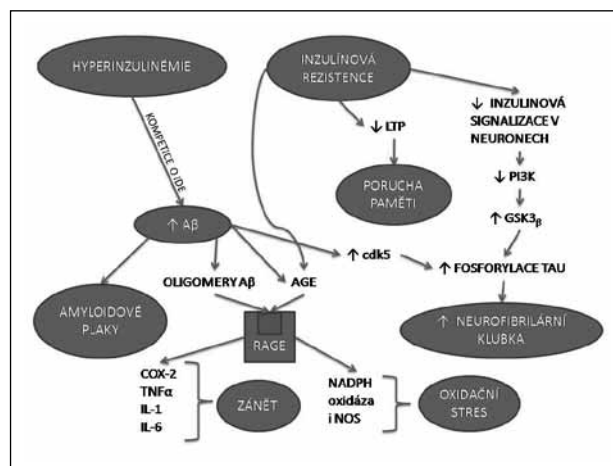 HYPERINZULINÉMIE
INZULÍNOVÁ
REZISTENCE
↓ INZULINOVÁ
SIGNALIZACE V
NEURONECH
KOMPETICE O IDE
↓ LTP
↓ PI3K
PORUCHA
PAMĚTI
↑ GSK3β
↑ Aβ
↑ cdk5
↑ FOSFORYLACE TAU
OLIGOMERY Aβ
AGE
AMYLOIDOVÉ
PLAKY
↑ NEUROFIBRILÁRNÍ
KLUBKA
RAGE
COX-2
TNFα
IL-1
IL-6
ZÁNĚT
NADPH
oxidáza
i NOS
OXIDAČNÍ
STRES